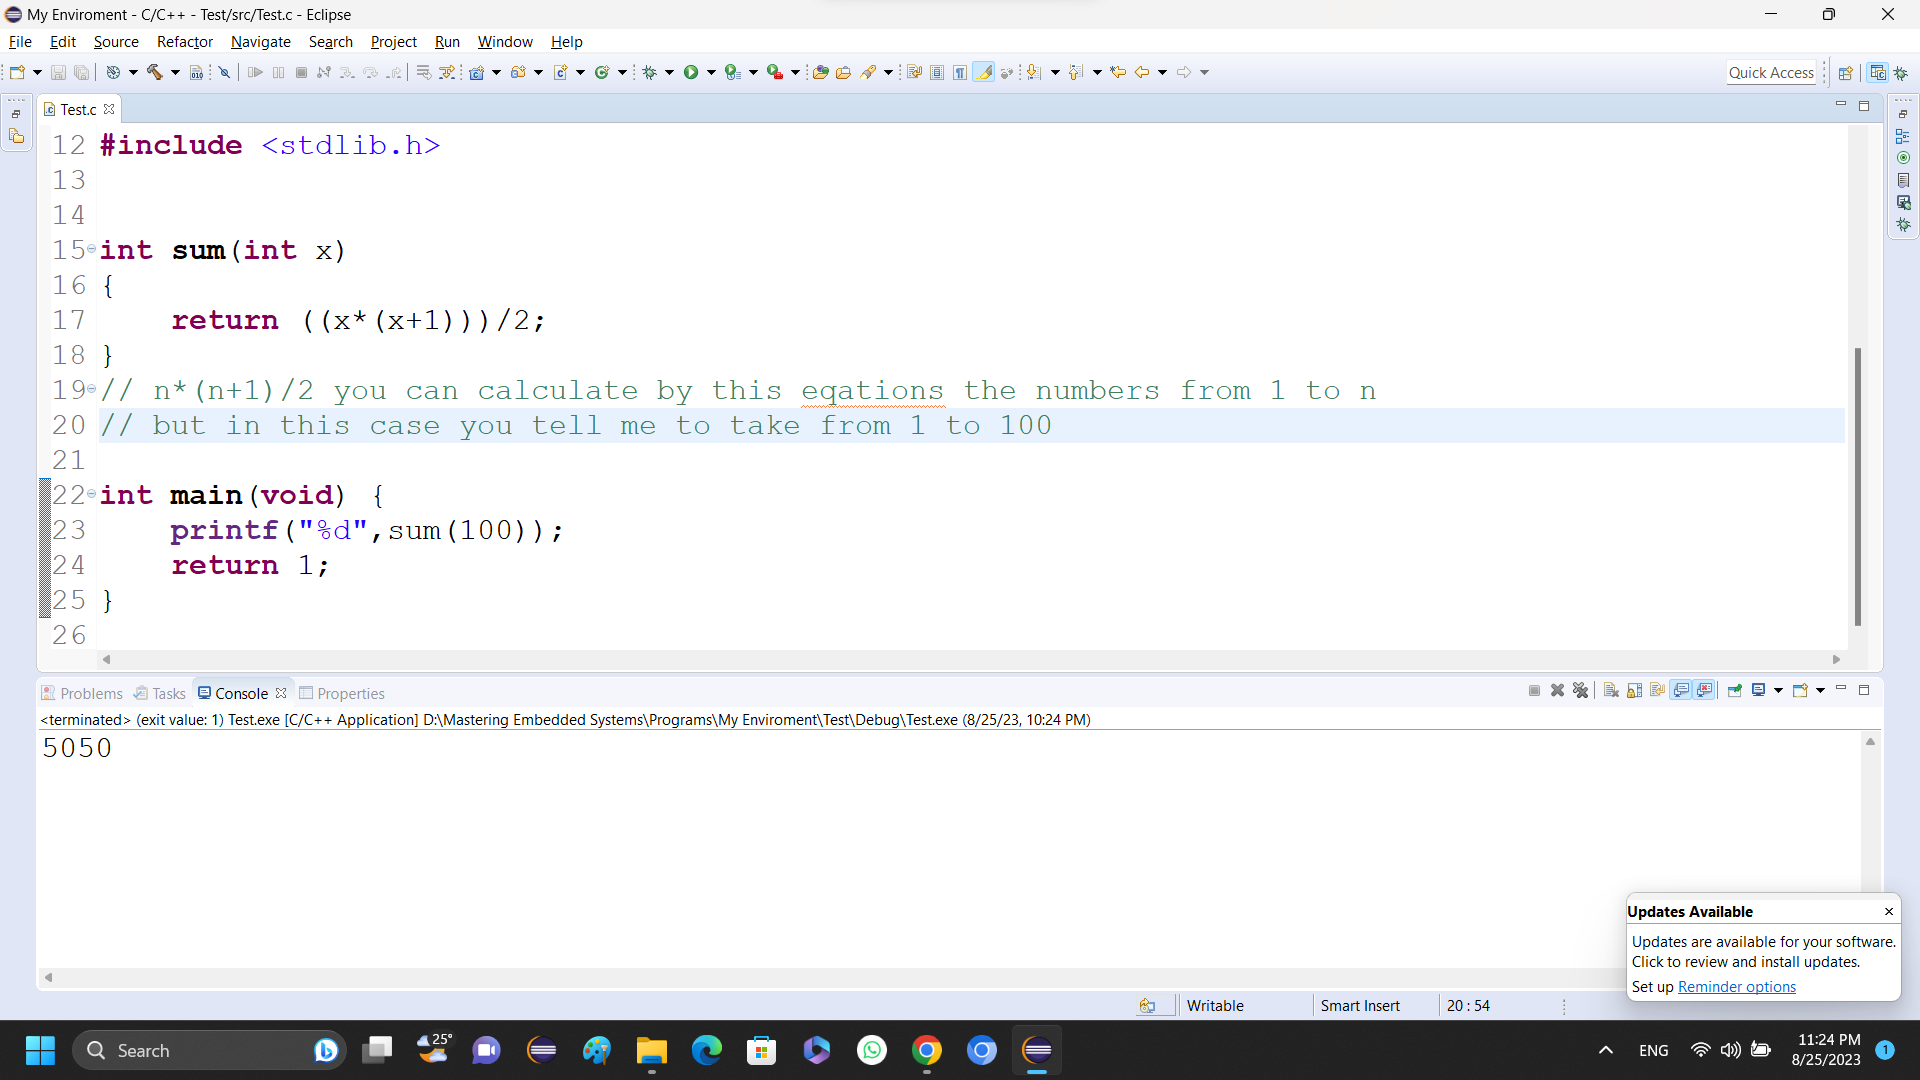 My Enviroment - C/C++ - Test/src/Test.c - Eclipse
File Edit Source Refactor Navigate Search Project Run Window Help
Quick Access
Test.c
12 #include <stdlib.h>
13
14
15 int sum(int x)
16 {
17 return ((x*(x+1)))/2;
18 }
19 // n*(n+1)/2 you can calculate by this eqations the numbers from 1 to n
20 // but in this case you tell me to take from 1 to 100
21
22 int main(void) {
23 printf("%d",sum(100));
24 return 1;
25 }
26
Problems Tasks Console Properties
<terminated> (exit value: 1) Test.exe [C/C++ Application] D:\Mastering Embedded Systems\Programs\My Enviroment\Test\Debug\Test.exe (8/25/23, 10:24 PM)
5050
Updates Available
Updates are available for your software.
Click to review and install updates.
Set up Reminder options
Writable Smart Insert 20 : 54
Search 25° ENG 11:24 PM
8/25/2023 1